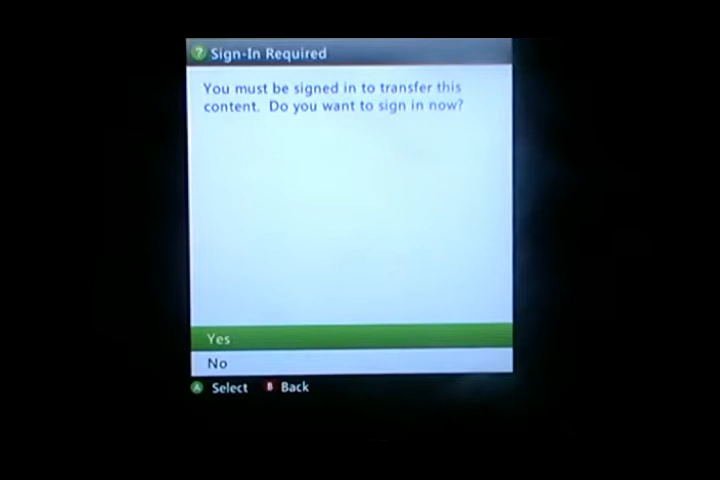 ? Sign-In Required
You must be signed in to transfer this
content. Do you want to sign in now?
Yes
No
A Select B Back